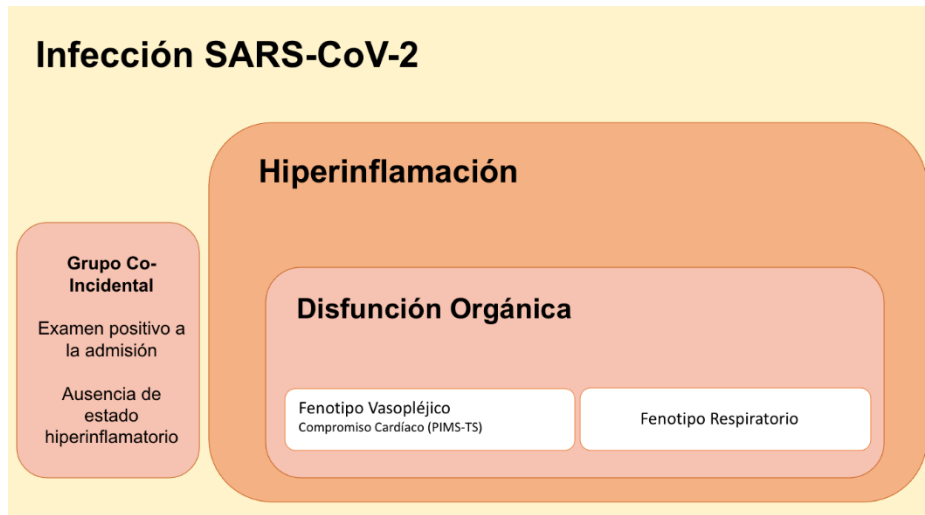 Infección SARS-CoV-2
Hiperinflamación
Grupo Co-
Incidental
Examen positivo a
la admisión
Ausencia de
estado
hiperinflamatorio
Disfunción Orgánica
Fenotipo Vasopléjico
Compromiso Cardíaco (PIMS-TS)
Fenotipo Respiratorio